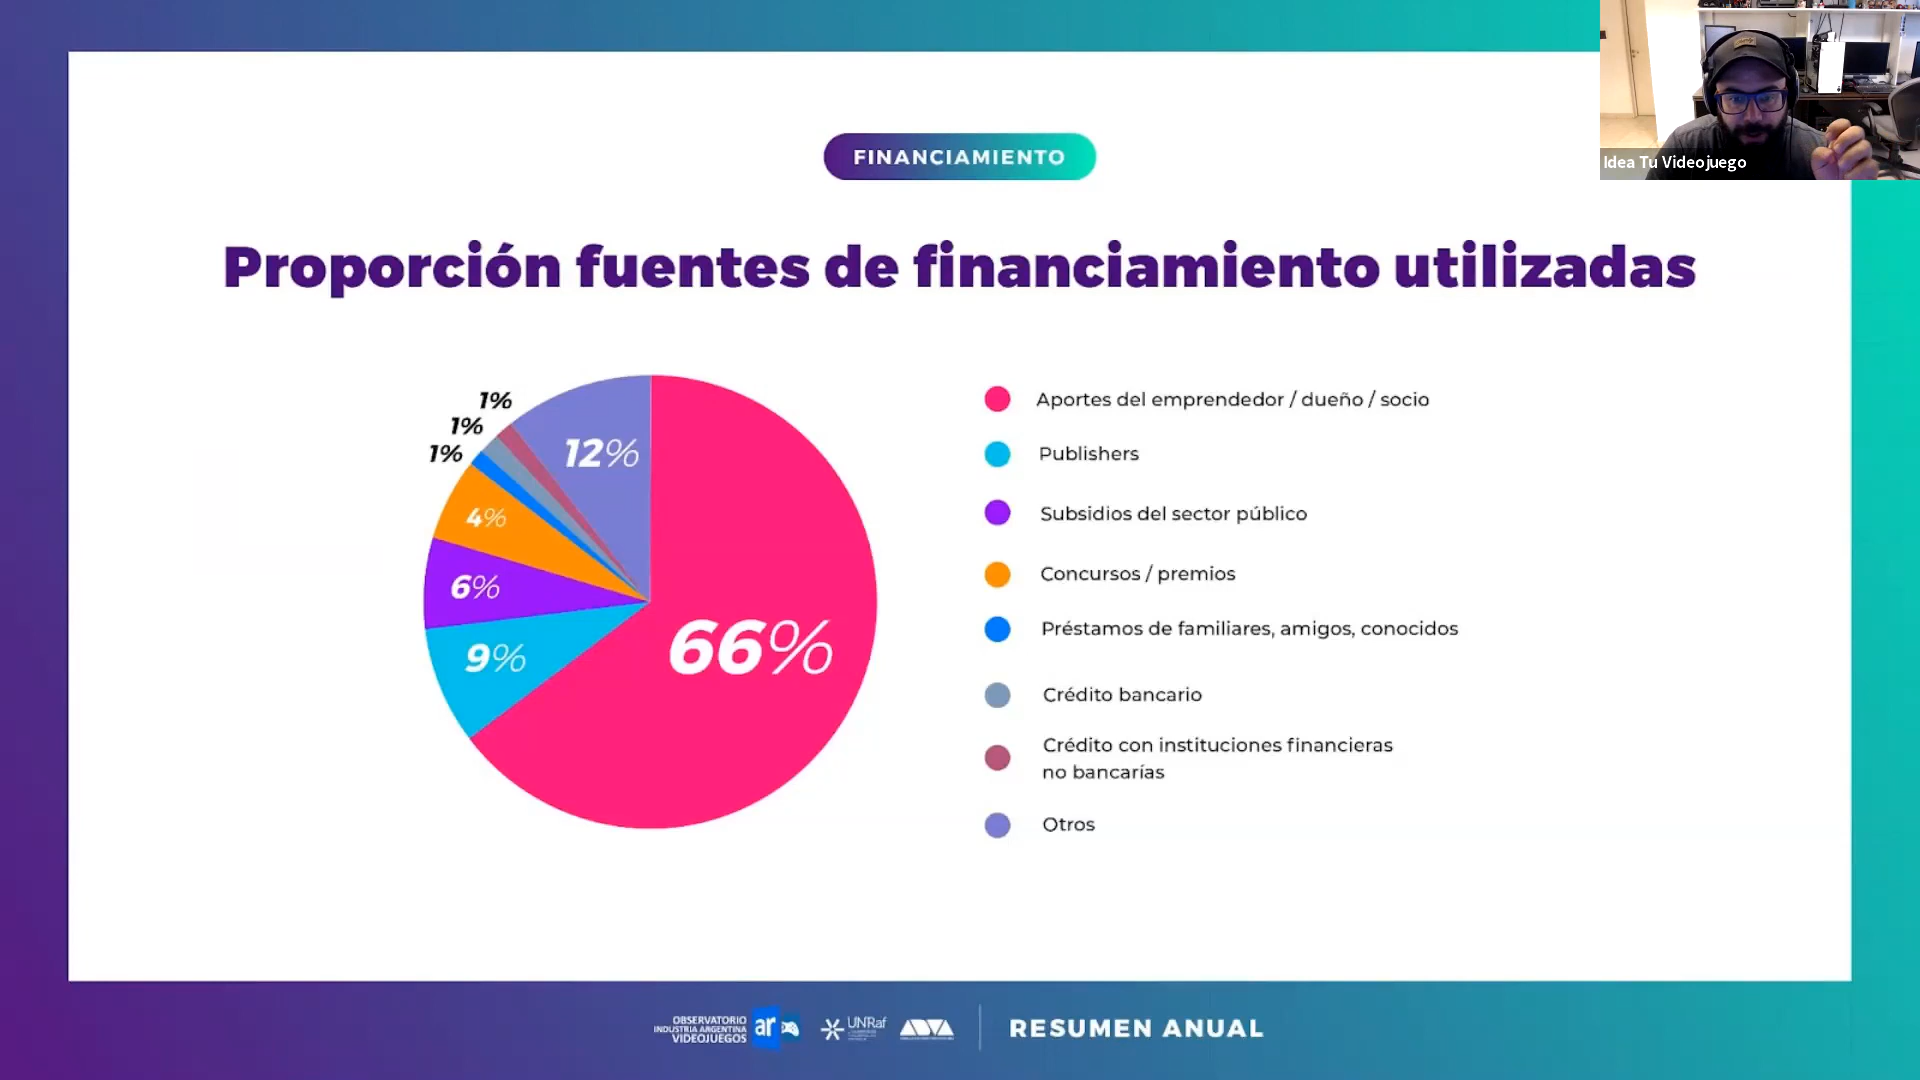 Idea Tu Videojuego
FINANCIAMIENTO
Proporción fuentes de financiamiento utilizadas
1%
1%
1%
12%
4%
6%
9%
66%
Aportes del emprendedor / dueño / socio
Publishers
Subsidios del sector público
Concursos / premios
Préstamos de familiares, amigos, conocidos
Crédito bancario
Crédito con instituciones financieras
no bancarías
Otros
OBSERVATORIO
INDUSTRIA ARGENTINA
VIDEOJUEGOS
ar
UNRaf
ADVA
RESUMEN ANUAL